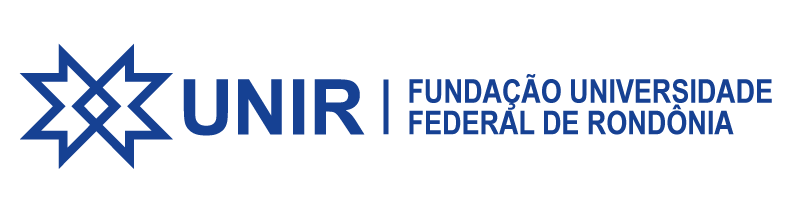 UNIR
FUNDAÇÃO UNIVERSIDADE
FEDERAL DE RONDÔNIA